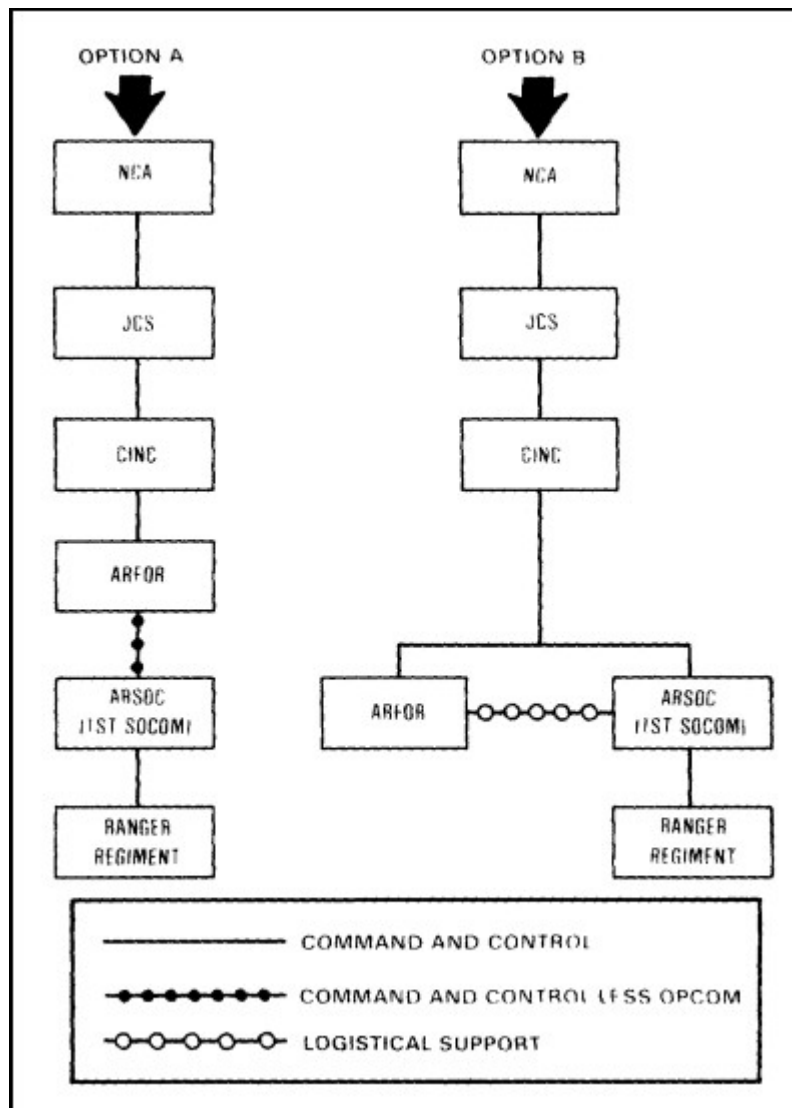 OPTION A
OPTION B
NCA
JCS
CINC
ARFOR
ARSOC
(1ST SOCOM)
RANGER
REGIMENT
NCA
JCS
CINC
ARFOR
ARSOC
(1ST SOCOM)
RANGER
REGIMENT
COMMAND AND CONTROL
COMMAND AND CONTROL LESS OPCOM
LOGISTICAL SUPPORT